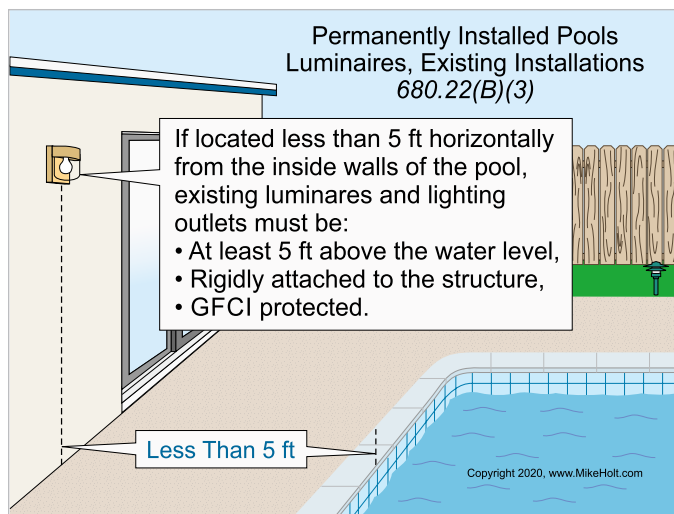 Permanently Installed Pools
Luminaires, Existing Installations
680.22(B)(3)
If located less than 5 ft horizontally
from the inside walls of the pool,
existing luminares and lighting
outlets must be:
• At least 5 ft above the water level,
• Rigidly attached to the structure,
• GFCI protected.
Less Than 5 ft
Copyright 2020, www.MikeHolt.com